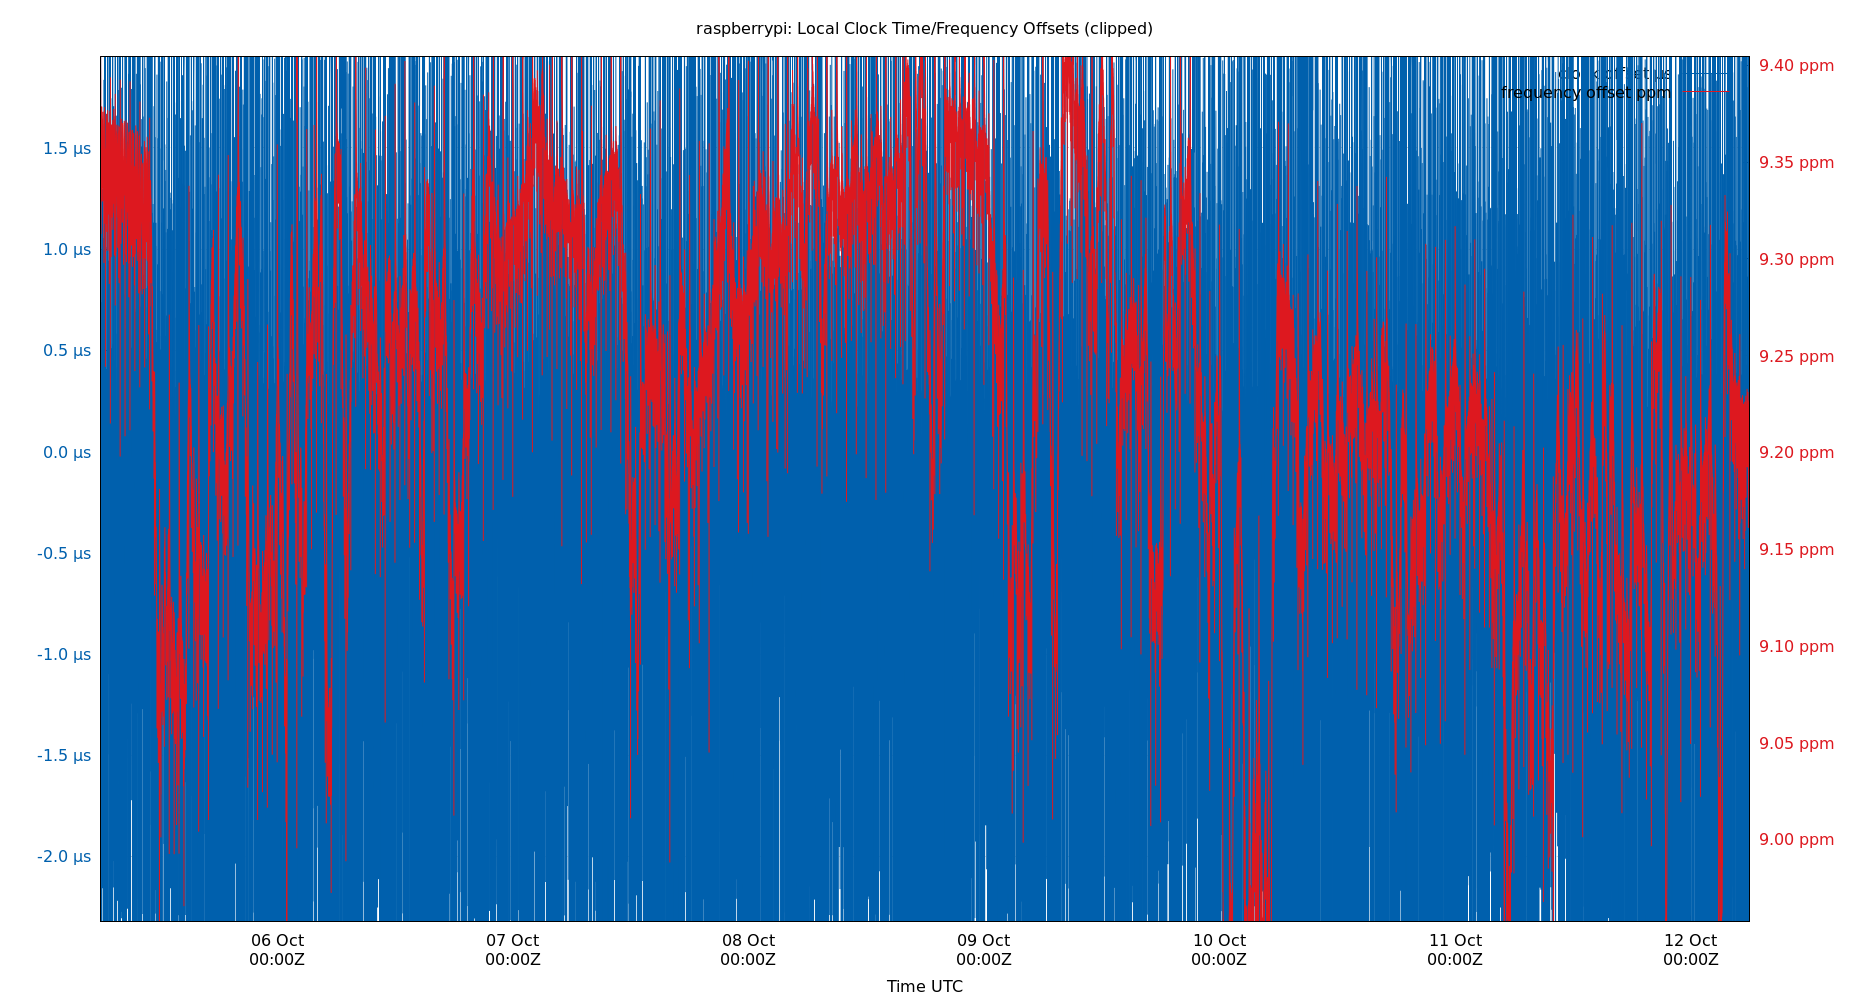 raspberrypi: Local Clock Time/Frequency Offsets (clipped)
clock offset µs
frequency offset ppm
1.5 µs
1.0 µs
0.5 µs
0.0 µs
-0.5 µs
-1.0 µs
-1.5 µs
-2.0 µs
9.40 ppm
9.35 ppm
9.30 ppm
9.25 ppm
9.20 ppm
9.15 ppm
9.10 ppm
9.05 ppm
9.00 ppm
06 Oct
00:00Z
07 Oct
00:00Z
08 Oct
00:00Z
09 Oct
00:00Z
10 Oct
00:00Z
11 Oct
00:00Z
12 Oct
00:00Z
Time UTC